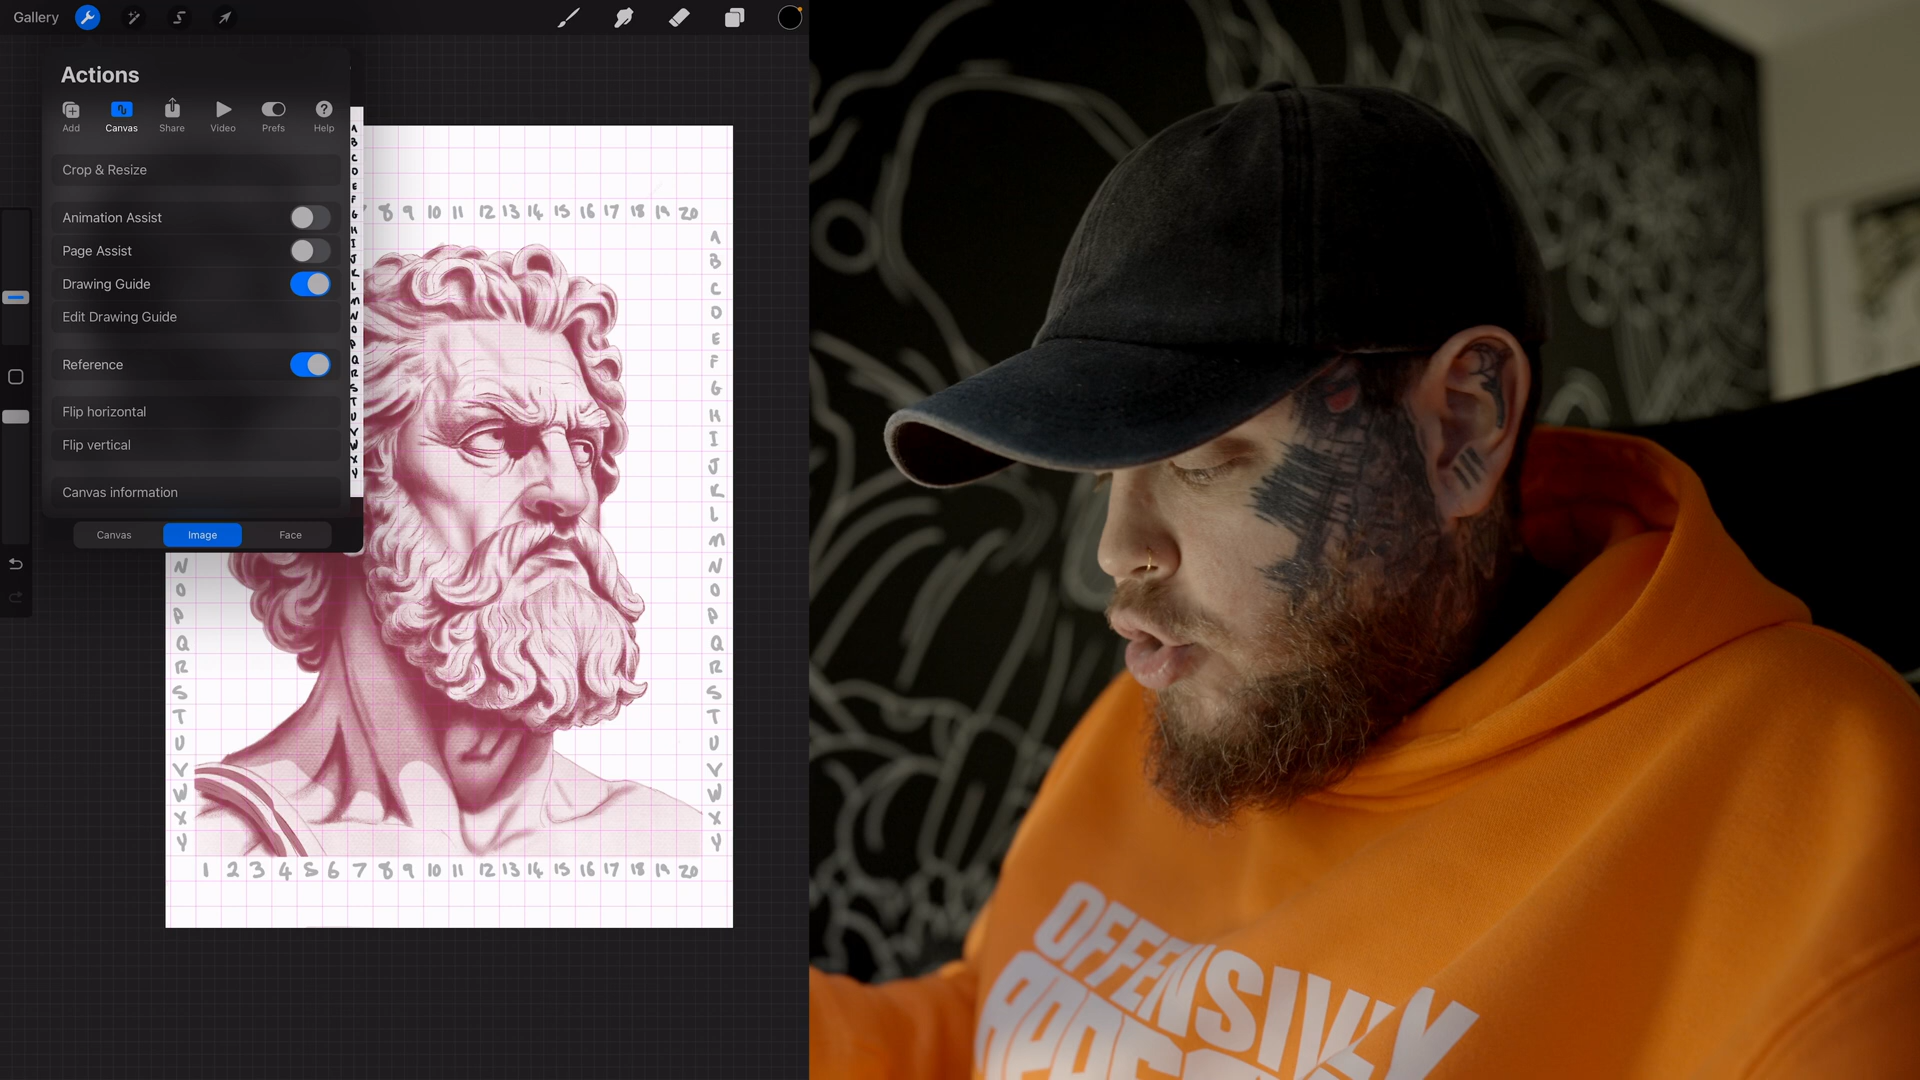 Gallery
Actions
Add Canvas Share Video Prefs Help
Crop & Resize
Animation Assist
Page Assist
Drawing Guide
Edit Drawing Guide
Reference
Flip horizontal
Flip vertical
Canvas information
Canvas Image Face
A
B
C
D
E
F
G
H
I
J
K
L
M
N
O
P
Q
R
S
T
U
V
W
X
Y
8 9 10 11 12 13 14 15 16 17 18 19 20
A
B
C
D
E
F
G
H
I
J
K
L
M
N
O
P
Q
R
S
T
U
V
W
X
Y
N
O
P
Q
R
S
T
U
V
W
X
Y
1 2 3 4 5 6 7 8 9 10 11 12 13 14 15 16 17 18 19 20
OFFENSIVLY